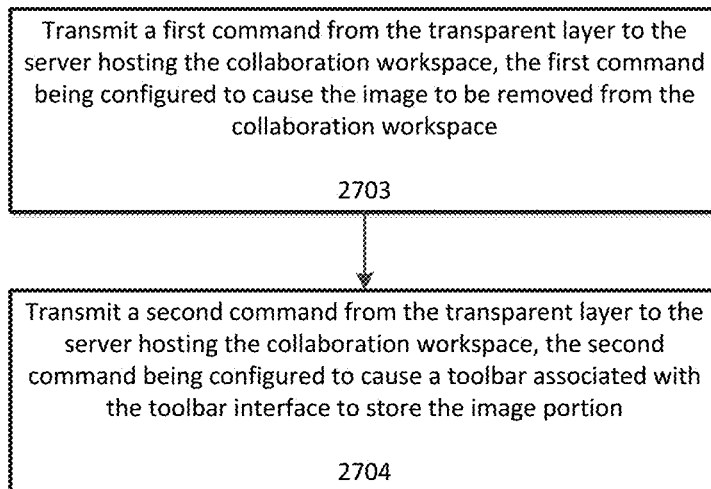 Transmit a first command from the transparent layer to the
server hosting the collaboration workspace, the first command
being configured to cause the image to be removed from the
collaboration workspace
2703
Transmit a second command from the transparent layer to the
server hosting the collaboration workspace, the second
command being configured to cause a toolbar associated with
the toolbar interface to store the image portion
2704